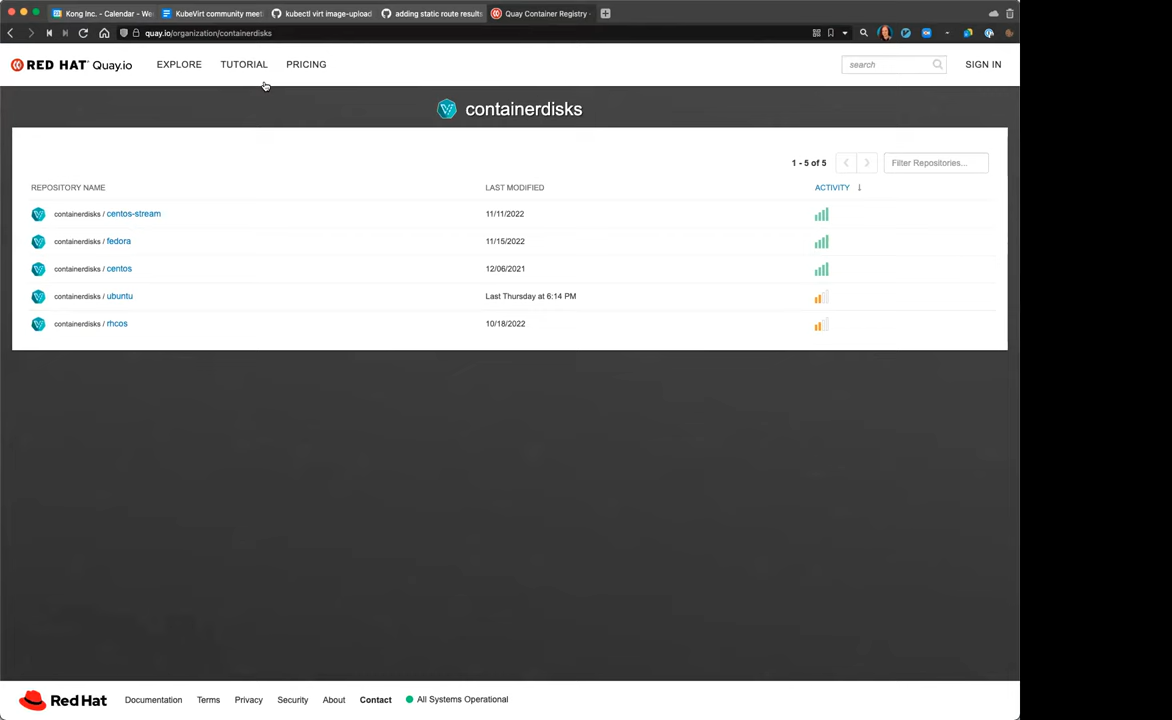 Kong Inc. - Calendar - We
KubeVirt community meet
kubectl virt image-upload
adding static route results
Quay Container Registry ·
quay.io/organization/containerdisks
RED HAT Quay.io
EXPLORE
TUTORIAL
PRICING
search
SIGN IN
containerdisks
1 - 5 of 5
Filter Repositories...
REPOSITORY NAME LAST MODIFIED ACTIVITY
containerdisks / centos-stream 11/11/2022
containerdisks / fedora 11/15/2022
containerdisks / centos 12/06/2021
containerdisks / ubuntu Last Thursday at 6:14 PM
containerdisks / rhcos 10/18/2022
Red Hat
Documentation
Terms
Privacy
Security
About
Contact
All Systems Operational